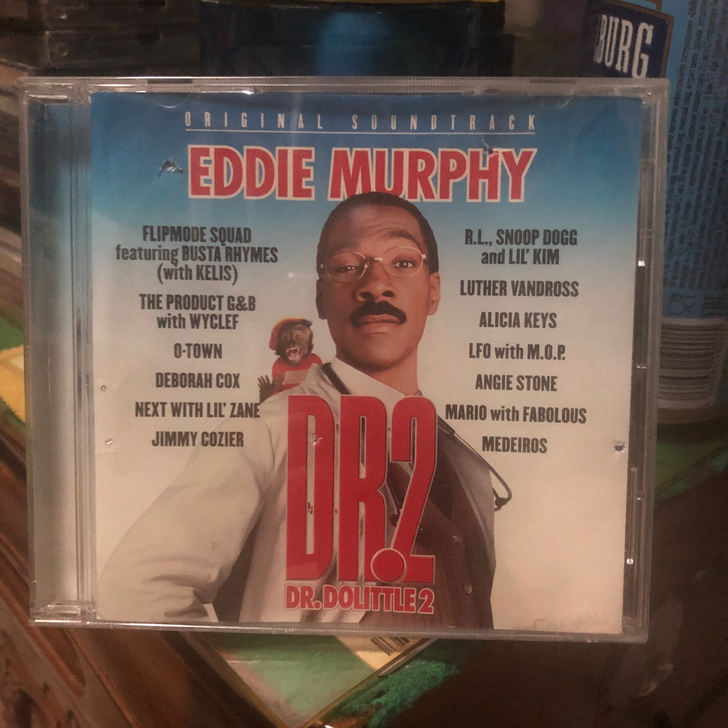 BURG
ORIGINAL SOUNDTRACK
EDDIE MURPHY
FLIPMODE SQUAD
featuring BUSTA RHYMES
(with KELIS)
THE PRODUCT G&B
with WYCLEF
O-TOWN
DEBORAH COX
NEXT WITH LIL' ZANE
JIMMY COZIER
R.L., SNOOP DOGG
and LIL' KIM
LUTHER VANDROSS
ALICIA KEYS
LFO with M.O.P.
ANGIE STONE
MARIO with FABOLOUS
MEDEIROS
DR.2
DR. DOLITTLE 2